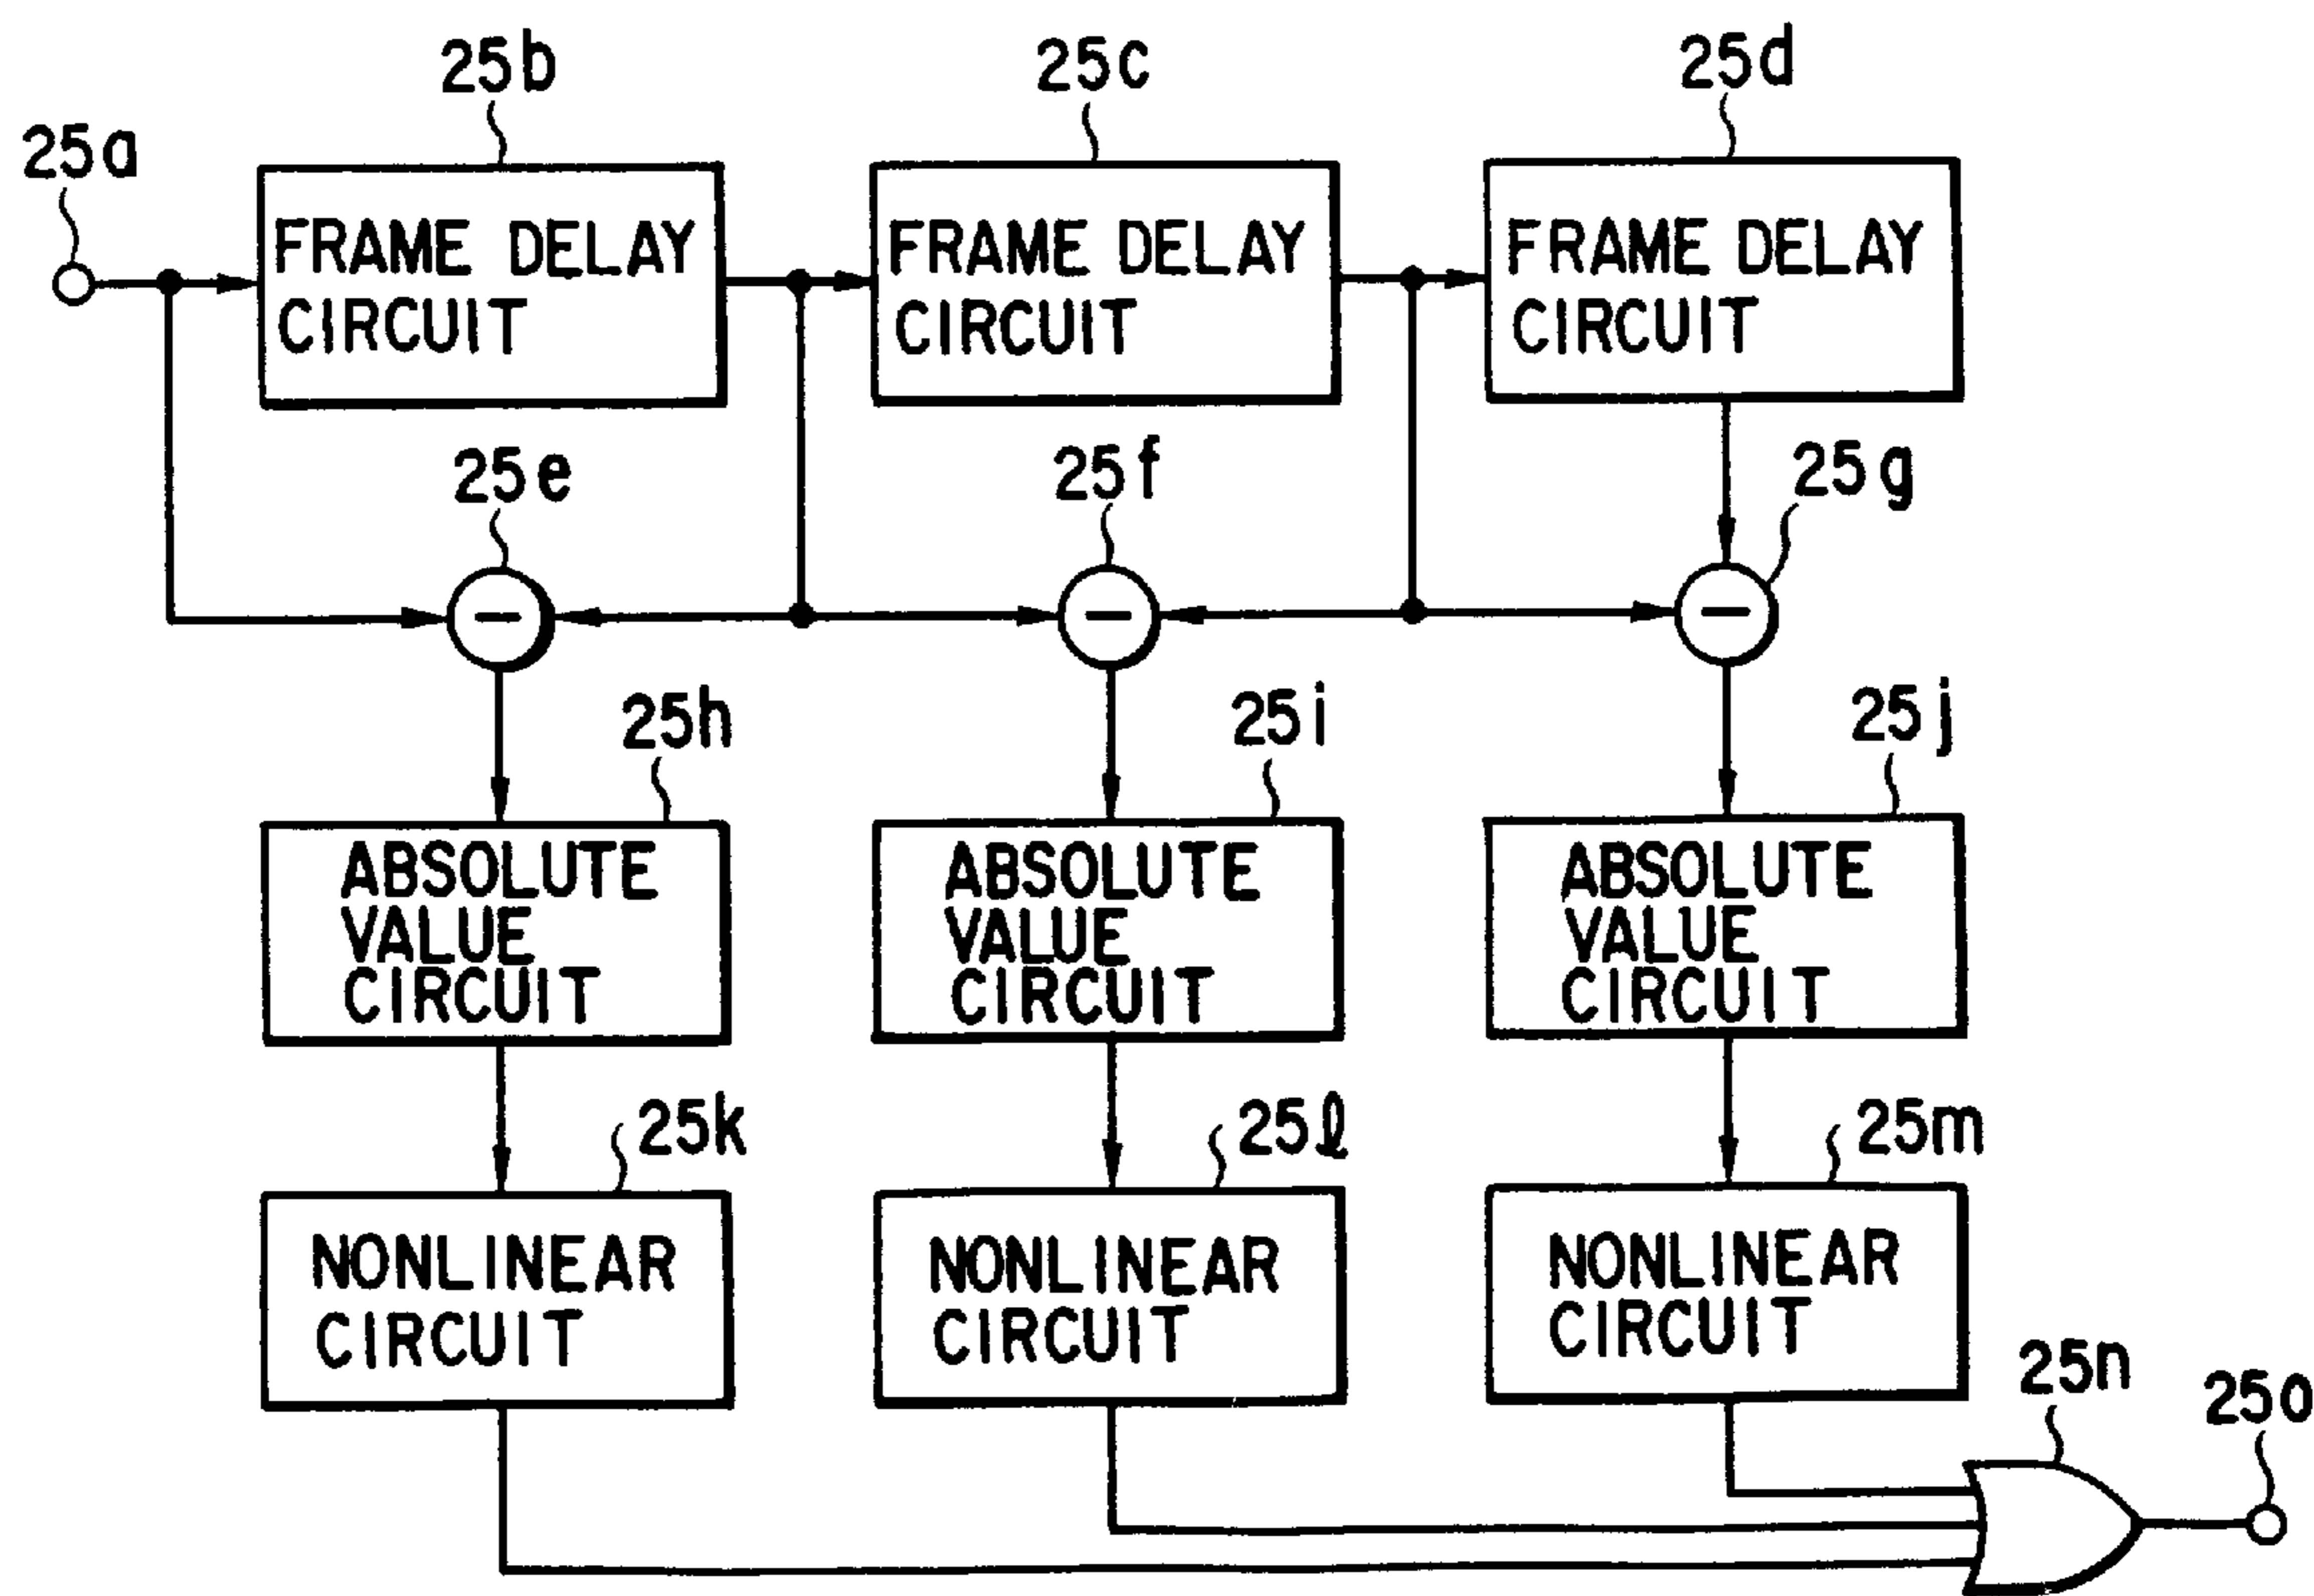 25b
25c
25d
25a
FRAME DELAY
CIRCUIT
FRAME DELAY
CIRCUIT
FRAME DELAY
CIRCUIT
25e
25f
25g
25h
25i
25j
ABSOLUTE
VALUE
CIRCUIT
ABSOLUTE
VALUE
CIRCUIT
ABSOLUTE
VALUE
CIRCUIT
25k
25ℓ
25m
NONLINEAR
CIRCUIT
NONLINEAR
CIRCUIT
NONLINEAR
CIRCUIT
25n
25o